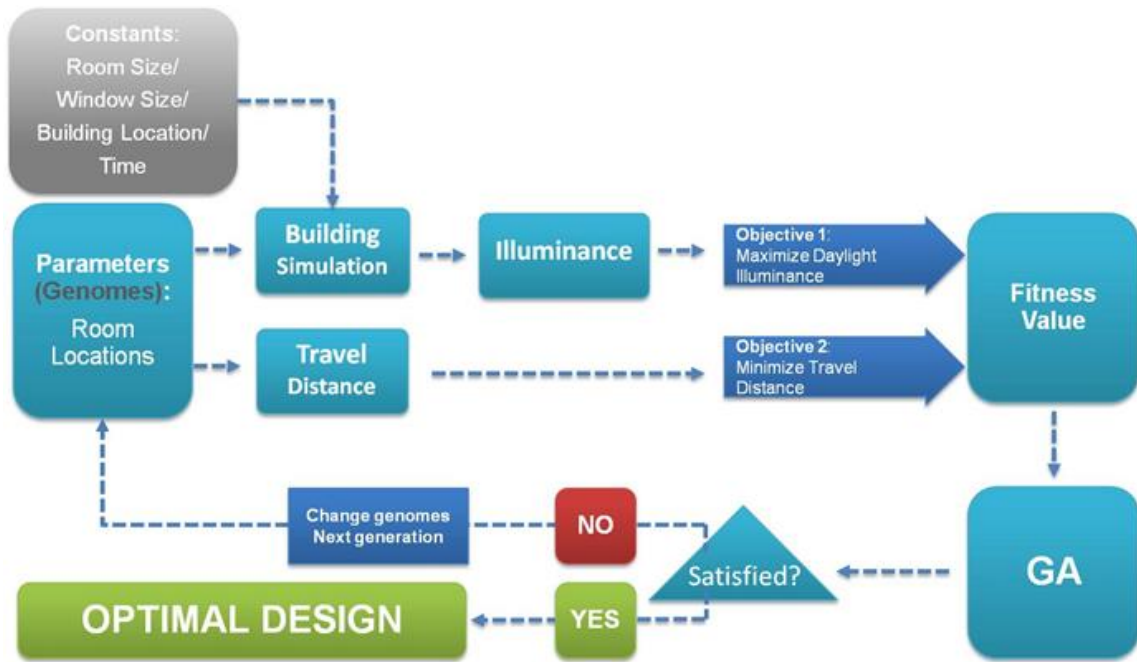 Constants:
Room Size/
Window Size/
Building Location/
Time
Parameters
(Genomes):
Room
Locations
Building
Simulation
Illuminance
Objective 1:
Maximize Daylight
Illuminance
Travel
Distance
Objective 2:
Minimize Travel
Distance
Fitness
Value
GA
Satisfied?
NO
Change genomes
Next generation
YES
OPTIMAL DESIGN